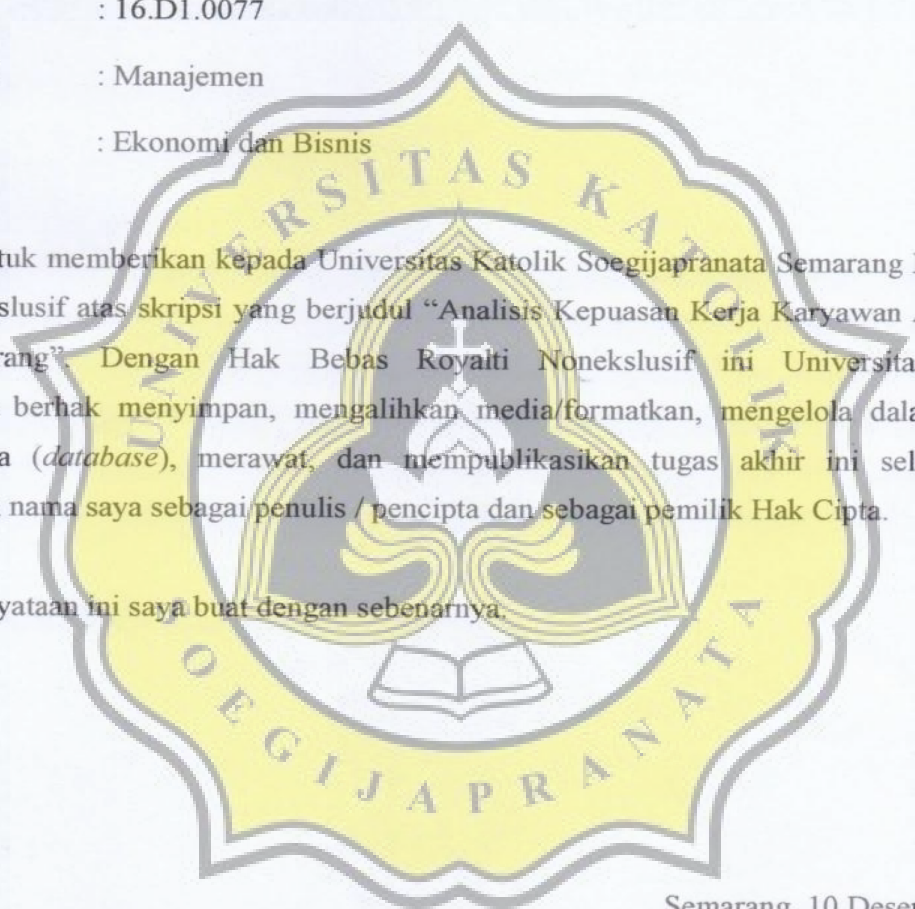 : 16.D1.0077
: Manajemen
: Ekonomi dan Bisnis
UNIVERSITAS KATOLIK
tuk memberikan kepada Universitas Katolik Soegijapranata Semarang
slusif atas skripsi yang berjudul “Analisis Kepuasan Kerja Karyawan
rang”. Dengan Hak Bebas Royalti Nonekslusif ini Universita
berhak menyimpan, mengalihkan media/formatkan, mengelola dala
a (database), merawat, dan mempublikasikan tugas akhir ini sel
nama saya sebagai penulis / pencipta dan sebagai pemilik Hak Cipta.
yataan ini saya buat dengan sebenarnya.
SOEGIJAPRANATA
Semarang, 10 Desem